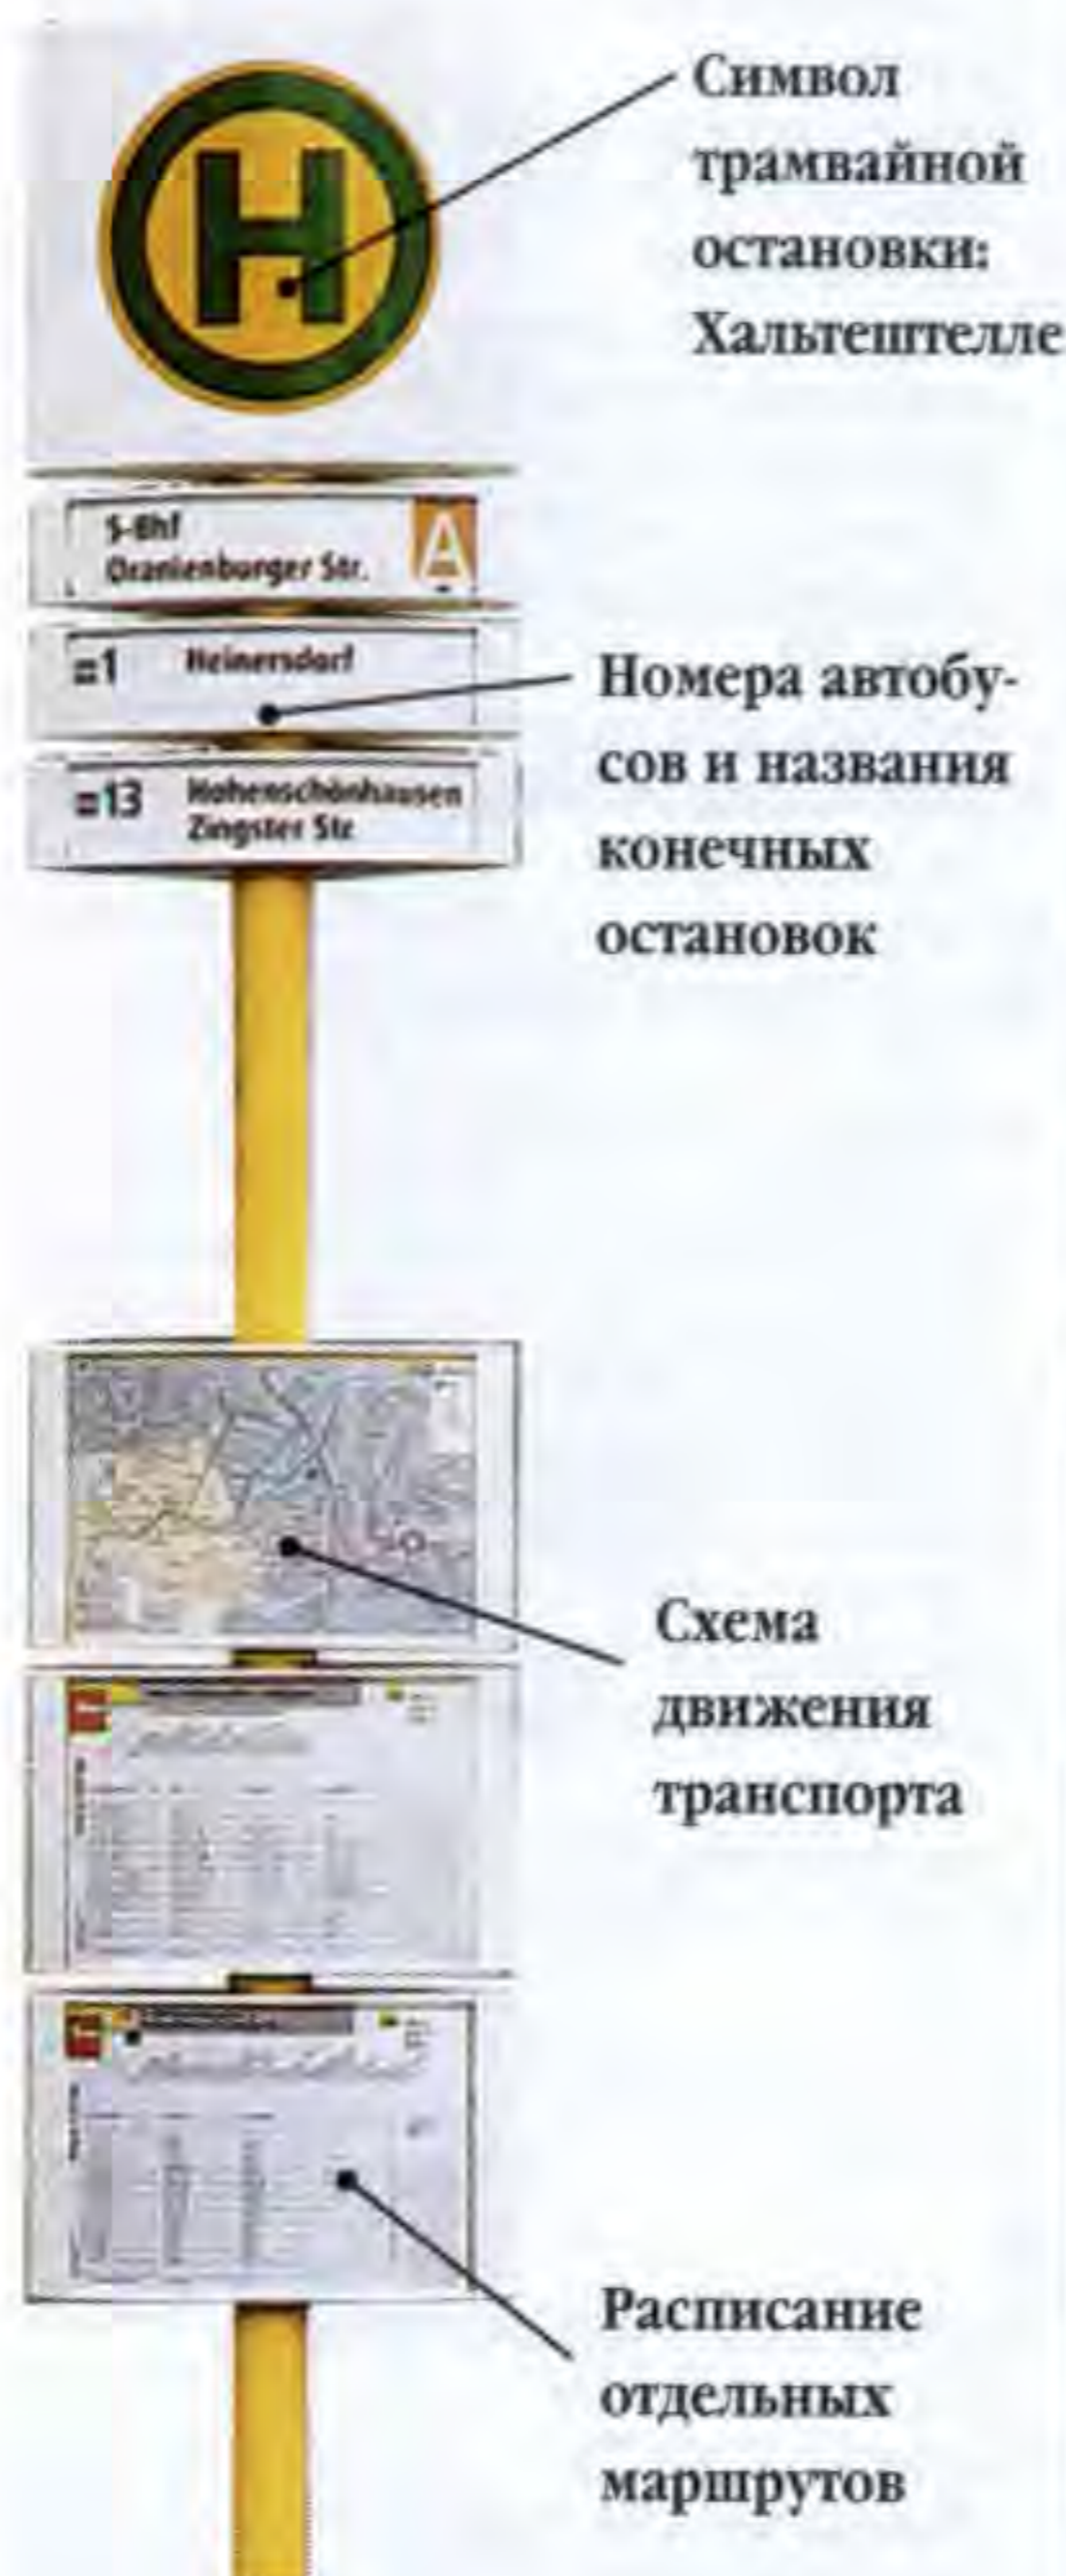 Символ
трамвайной
остановки:
Хальтештелле
H
S-Bhf
Oranienburger Str.
A
1 Heinersdorf
Номера автобу-
сов и названия
конечных
остановок
13 Hohenschönhausen
Zingster Str
Схема
движения
транспорта
Расписание
отдельных
маршрутов